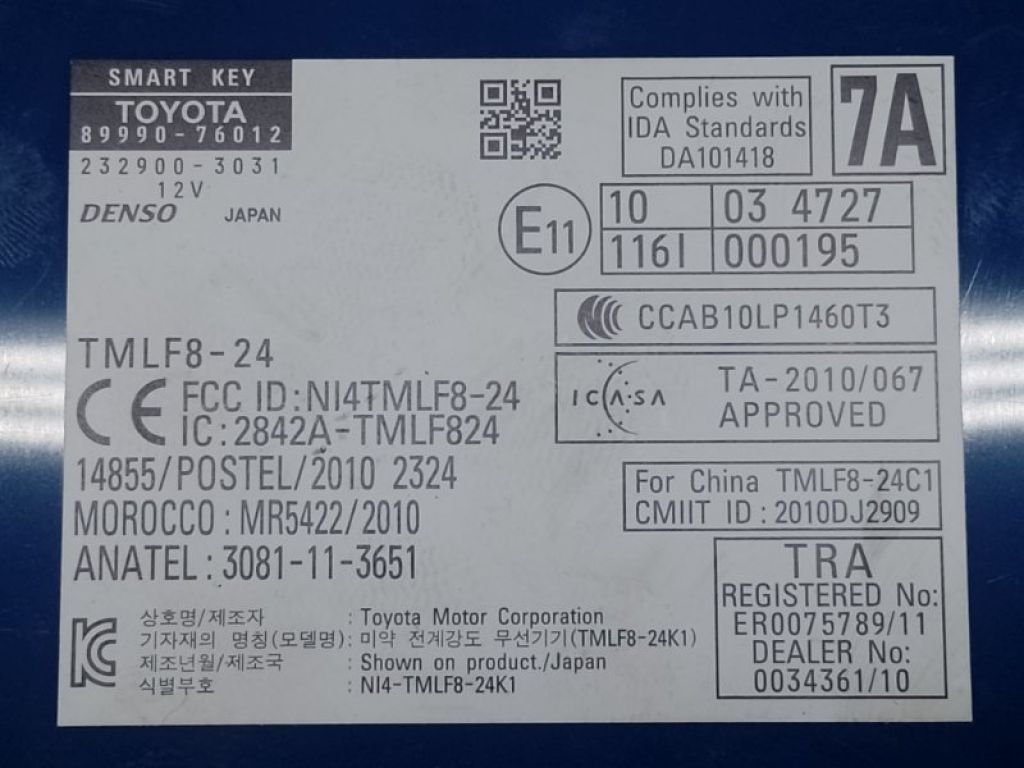 SMART KEY
TOYOTA
89990-76012
232900-3031
12V
DENSO JAPAN
Complies with
IDA Standards
DA101418
7A
E11
10 03 4727
116I 000195
CCAB10LP1460T3
ICASA TA-2010/067
APPROVED
TMLF8-24
CE FCC ID:NI4TMLF8-24
IC:2842A-TMLF824
14855/POSTEL/2010 2324
MOROCCO:MR5422/2010
ANATEL:3081-11-3651
For China TMLF8-24C1
CMIIT ID:2010DJ2909
TRA
REGISTERED No:
ER0075789/11
DEALER No:
0034361/10
상호명/제조자 : Toyota Motor Corporation
기자재의 명칭(모델명): 미약 전계강도 무선기기(TMLF8-24K1)
제조년월/제조국 : Shown on product./Japan
식별부호 : NI4-TMLF8-24K1